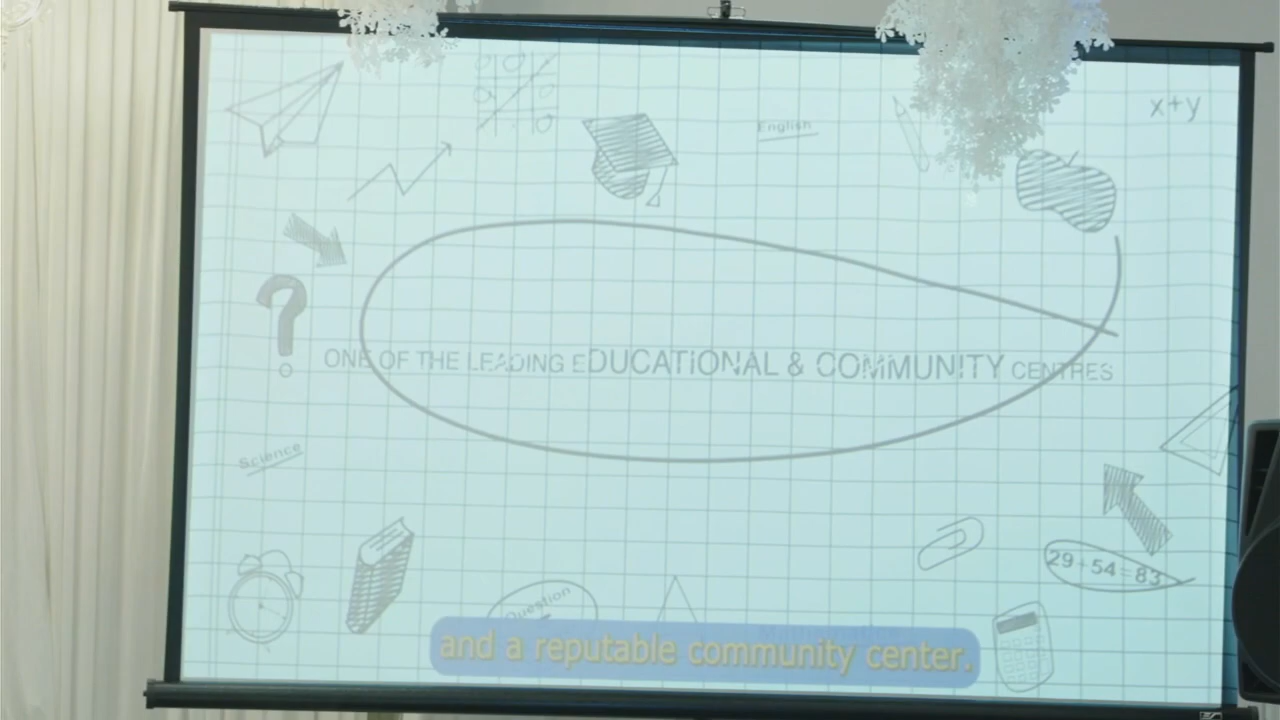 x+y
English
ONE OF THE LEADING EDUCATIONAL & COMMUNITY CENTRES
Science
29+54=83
Question
and a reputable community center.